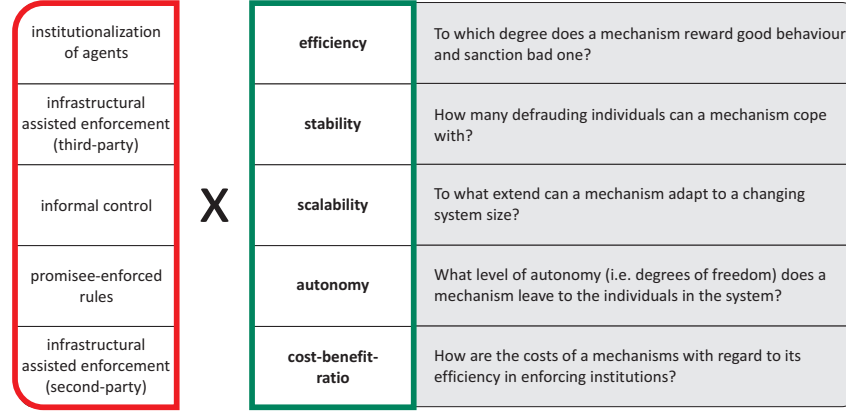 institutionalization
of agents
efficiency
To which degree does a mechanism reward good behaviour
and sanction bad one?
infrastructural
assisted enforcement
(third-party)
stability
How many defrauding individuals can a mechanism cope
with?
informal control
X
scalability
To what extend can a mechanism adapt to a changing
system size?
promisee-enforced
rules
autonomy
What level of autonomy (i.e. degrees of freedom) does a
mechanism leave to the individuals in the system?
infrastructural
assisted enforcement
(second-party)
cost-benefit-
ratio
How are the costs of a mechanisms with regard to its
efficiency in enforcing institutions?